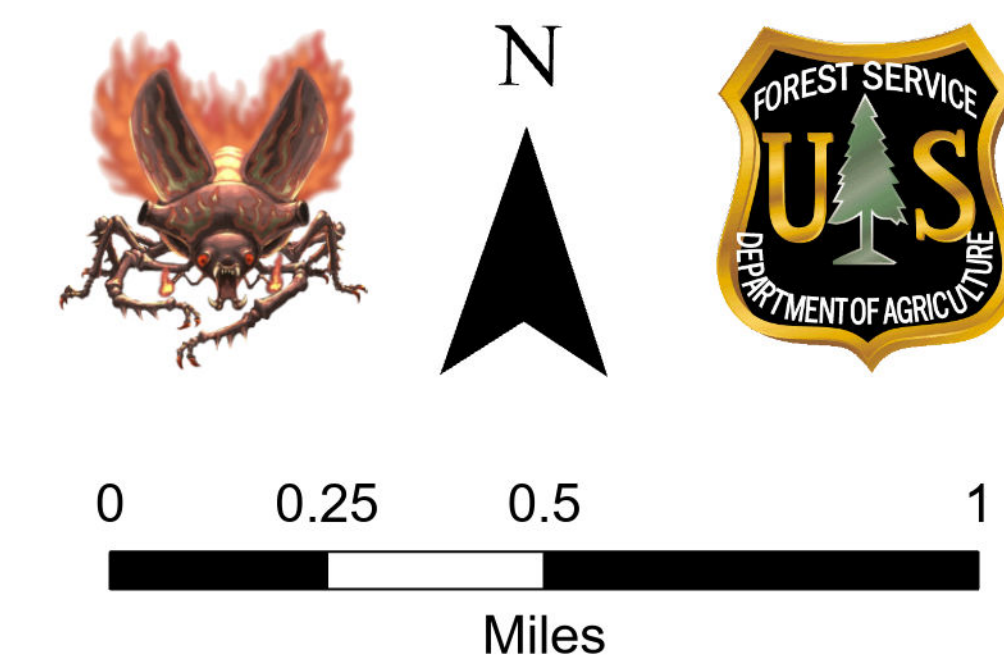 N
FOREST SERVICE
U S
DEPARTMENT OF AGRICULTURE
0 0.25 0.5 1
Miles